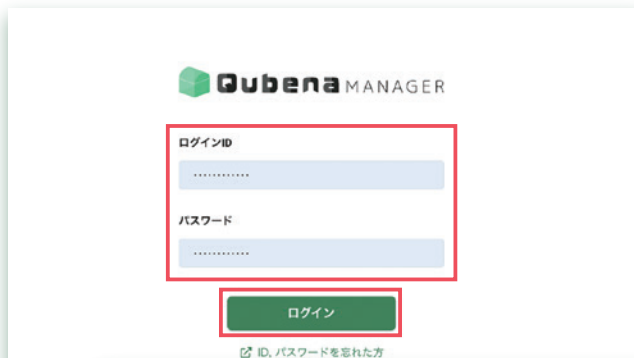 Qubena MANAGER
ログインID
............
パスワード
............
ログイン
ID, パスワードを忘れた方